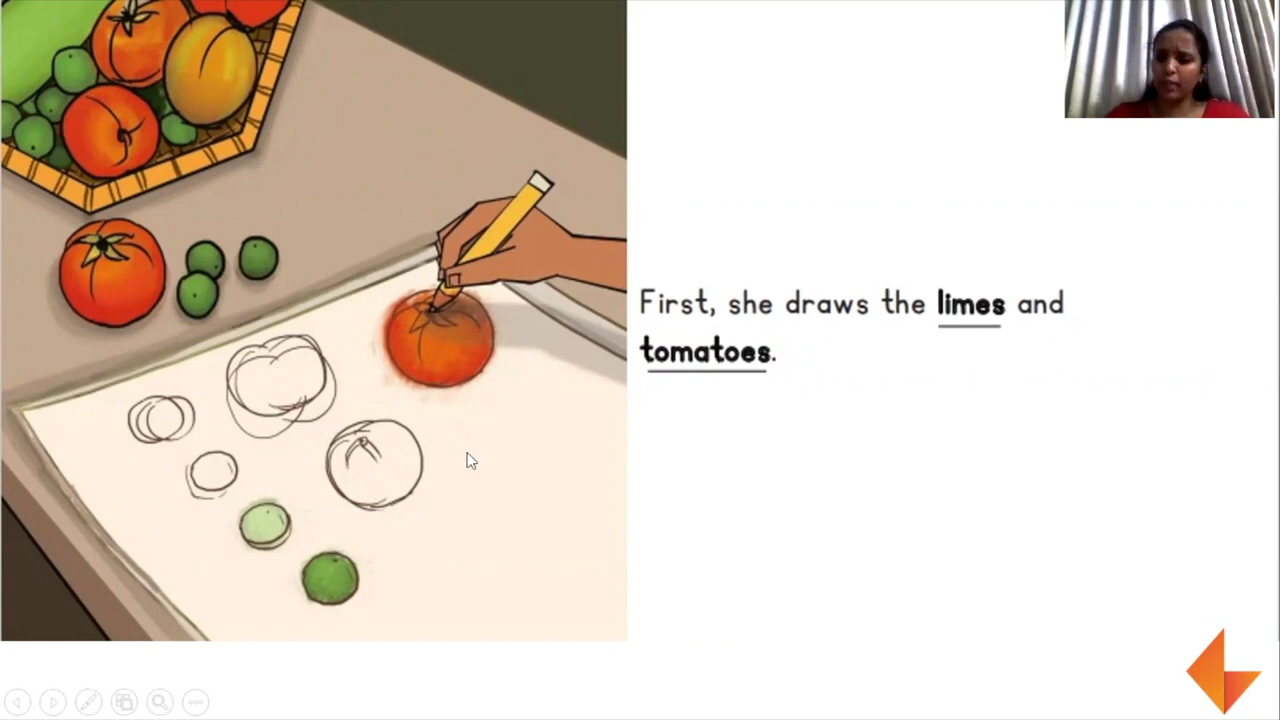 First, she draws the limes and
tomatoes.